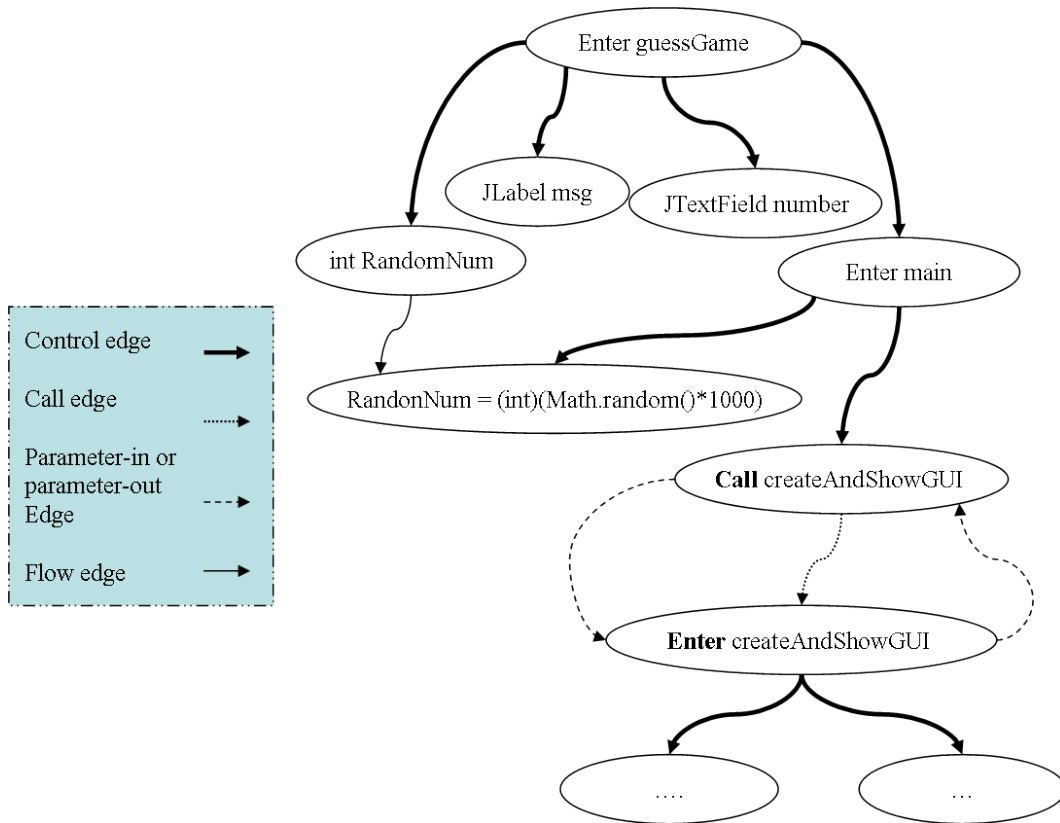 Enter guessGame
JLabel msg
JTextField number
int RandomNum
Enter main
RandonNum = (int)(Math.random()*1000)
Call createAndShowGUI
Enter createAndShowGUI
....
...
Control edge
Call edge
Parameter-in or
parameter-out
Edge
Flow edge